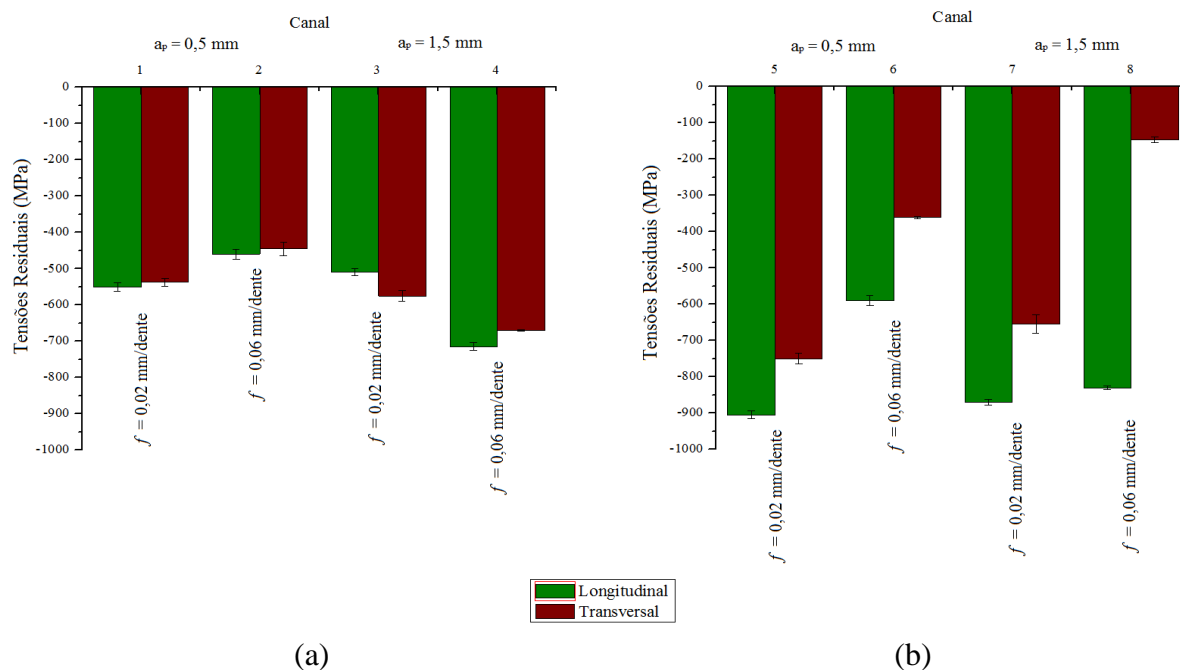 Canal
aₚ = 0,5 mm
aₚ = 1,5 mm
1
2
3
4
0
-100
-200
-300
-400
-500
-600
-700
-800
-900
-1000
Tensões Residuais (MPa)
f = 0,02 mm/dente
f = 0,06 mm/dente
f = 0,02 mm/dente
f = 0,06 mm/dente
Canal
aₚ = 0,5 mm
aₚ = 1,5 mm
5
6
7
8
0
-100
-200
-300
-400
-500
-600
-700
-800
-900
-1000
Tensões Residuais (MPa)
f = 0,02 mm/dente
f = 0,06 mm/dente
f = 0,02 mm/dente
f = 0,06 mm/dente
Longitudinal
Transversal
(a)
(b)